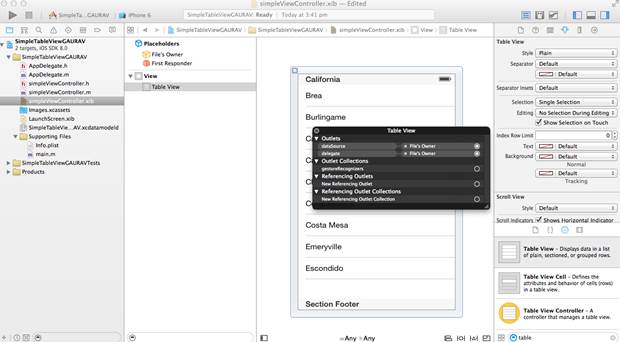 simpleViewController.xib — Edited
SimpleTa...GAURAV
iPhone 6
SimpleTableViewGAURAV: Ready
Today at 3:41 pm
SimpleTableViewGAURAV
SimpleTableViewGAURAV
simpleViewController.xib
View
Table View
SimpleTableViewGAURAV
2 targets, iOS SDK 8.0
SimpleTableViewGAURAV
AppDelegate.h
AppDelegate.m
simpleViewController.h
simpleViewController.m
simpleViewController.xib
Images.xcassets
LaunchScreen.xib
SimpleTableVie...AV.xcdatamodeld
Supporting Files
Info.plist
main.m
SimpleTableViewGAURAVTests
Products
Placeholders
File's Owner
First Responder
View
Table View
California
Brea
Burlingame
Costa Mesa
Emeryville
Escondido
Section Footer
Table View
Outlets
dataSource
File's Owner
delegate
File's Owner
Outlet Collections
gestureRecognizers
Referencing Outlets
New Referencing Outlet
Referencing Outlet Collections
New Referencing Outlet Collection
wAny hAny
Table View
Style Plain
Separator Default
Default
Separator Insets Default
Selection Single Selection
Editing No Selection During Editing
Show Selection on Touch
Index Row Limit 0
Text Default
Background Default
Normal
Default
Tracking
Scroll View
Style Default
Scroll Indicators Shows Horizontal Indicator
Table View - Displays data in a list of plain, sectioned, or grouped rows.
Table View Cell - Defines the attributes and behavior of cells (rows) in a table view.
Table View Controller - A controller that manages a table view.
table